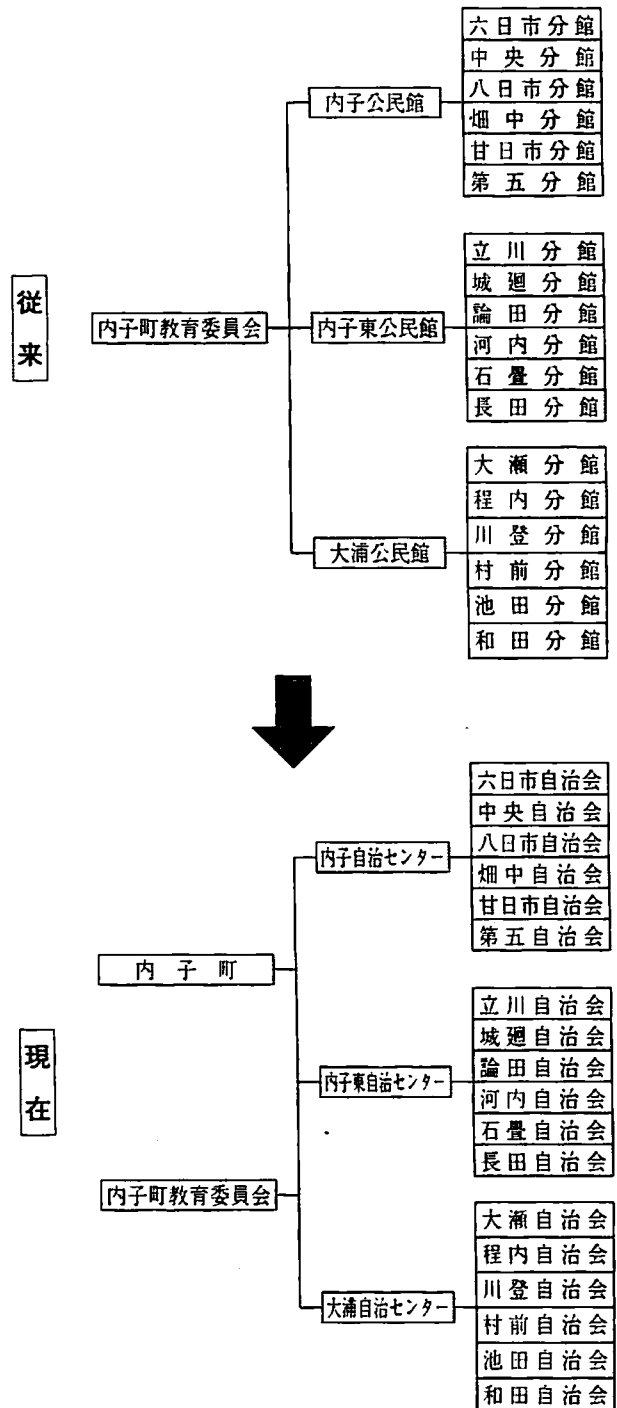 従来
内子町教育委員会
内子公民館
六日市分館
中央分館
八日市分館
畑中分館
甘日市分館
第五分館
内子東公民館
立川分館
城廻分館
論田分館
河内分館
石畳分館
長田分館
大浦公民館
大瀬分館
程内分館
川登分館
村前分館
池田分館
和田分館
現在
内子町
内子町教育委員会
内子自治センター
六日市自治会
中央自治会
八日市自治会
畑中自治会
甘日市自治会
第五自治会
内子東自治センター
立川自治会
城廻自治会
論田自治会
河内自治会
石畳自治会
長田自治会
大浦自治センター
大瀬自治会
程内自治会
川登自治会
村前自治会
池田自治会
和田自治会